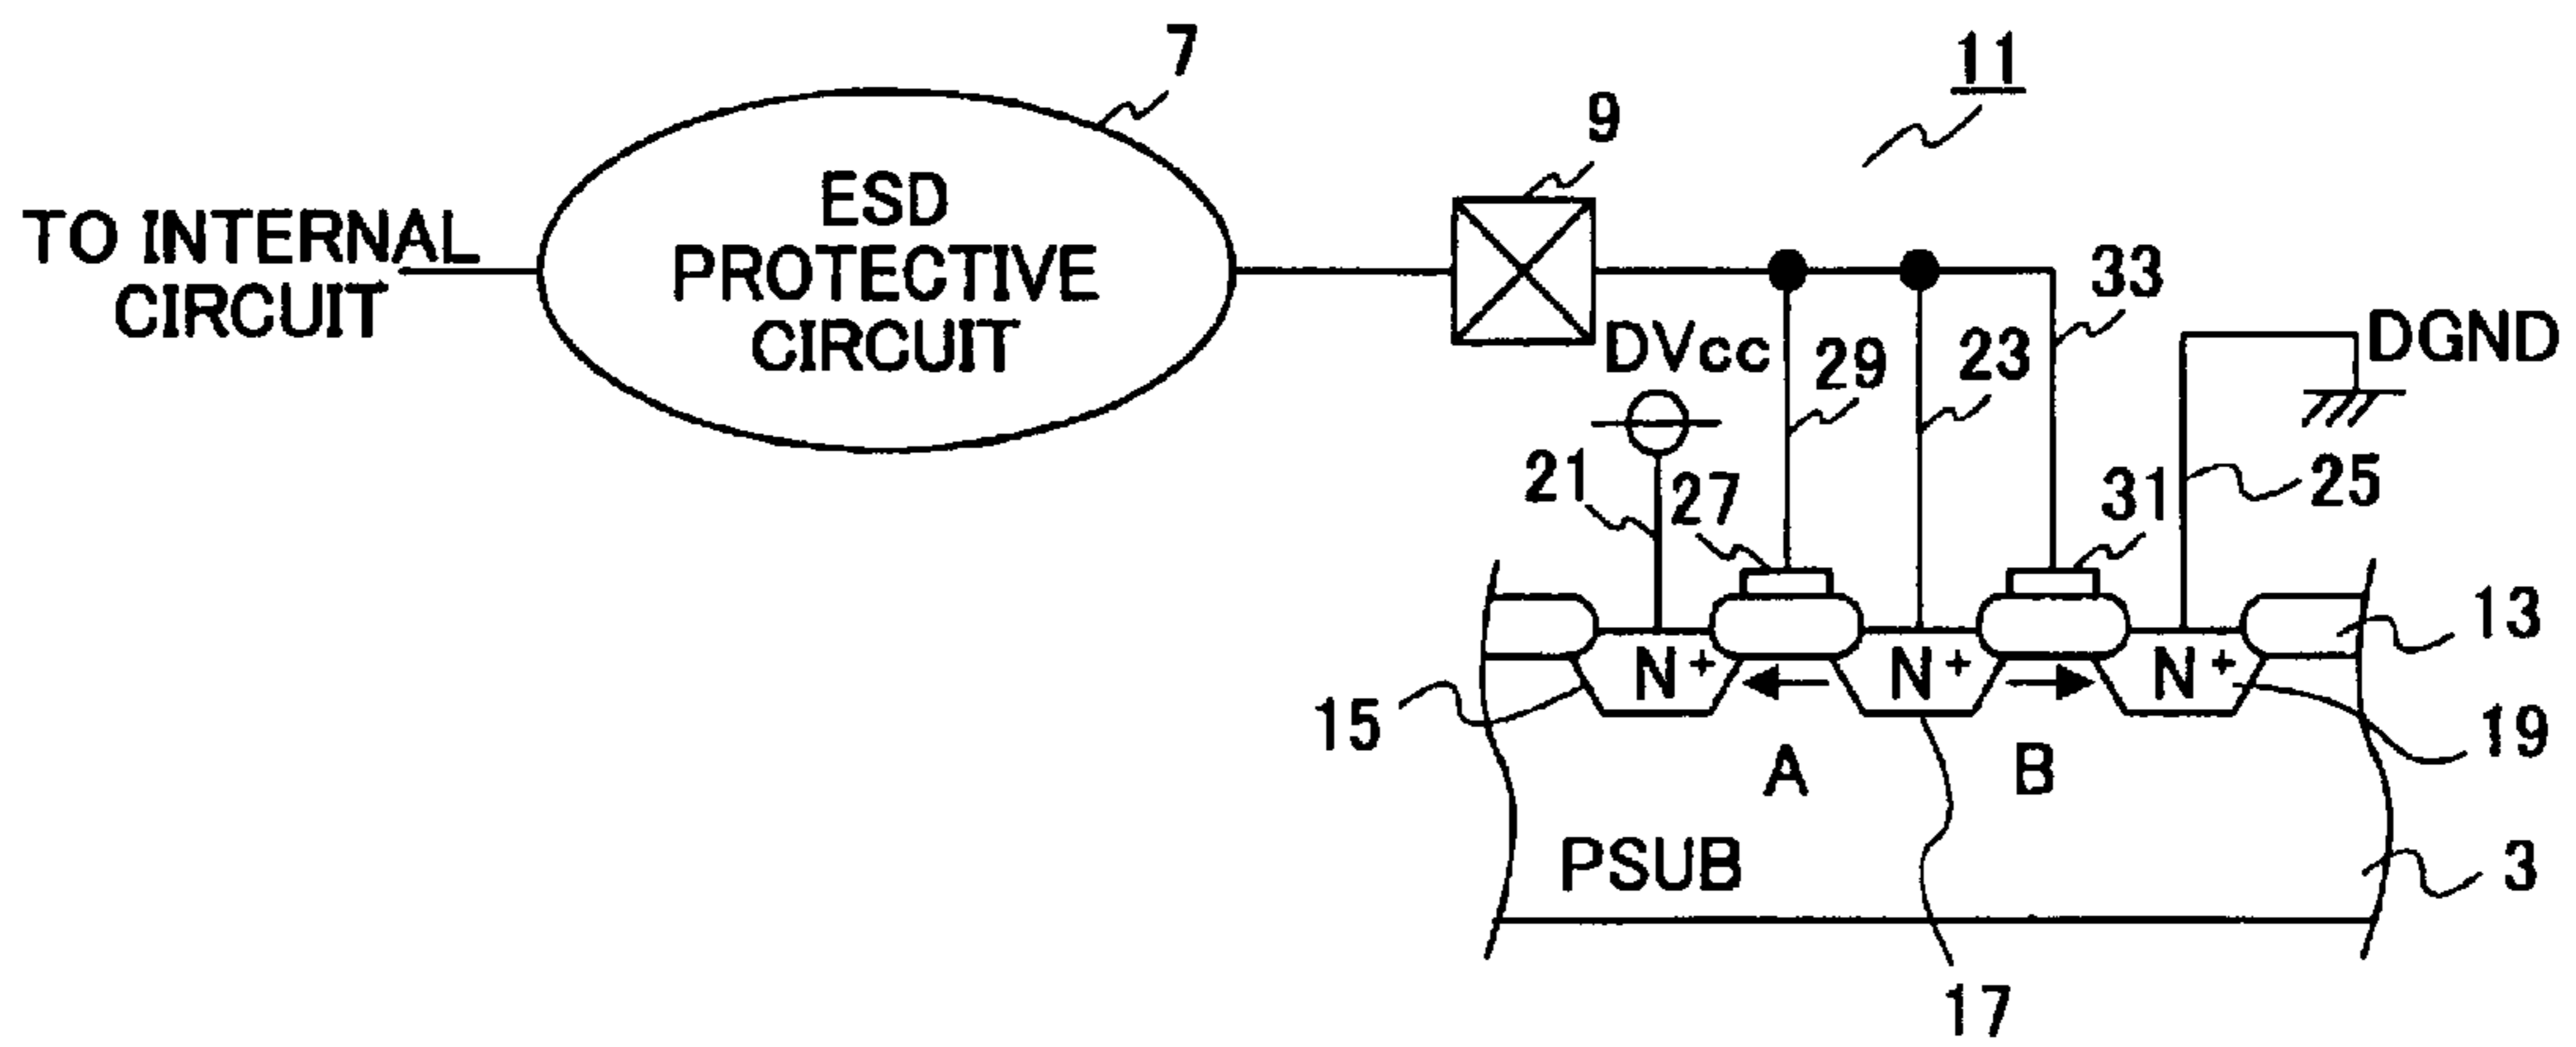 7
11
9
ESD
TO INTERNAL
PROTECTIVE
CIRCUIT
CIRCUIT
33
DGND
DVcc
29
23
21
27
31
25
13
N+
N+
N+
15
19
A
B
PSUB
3
17